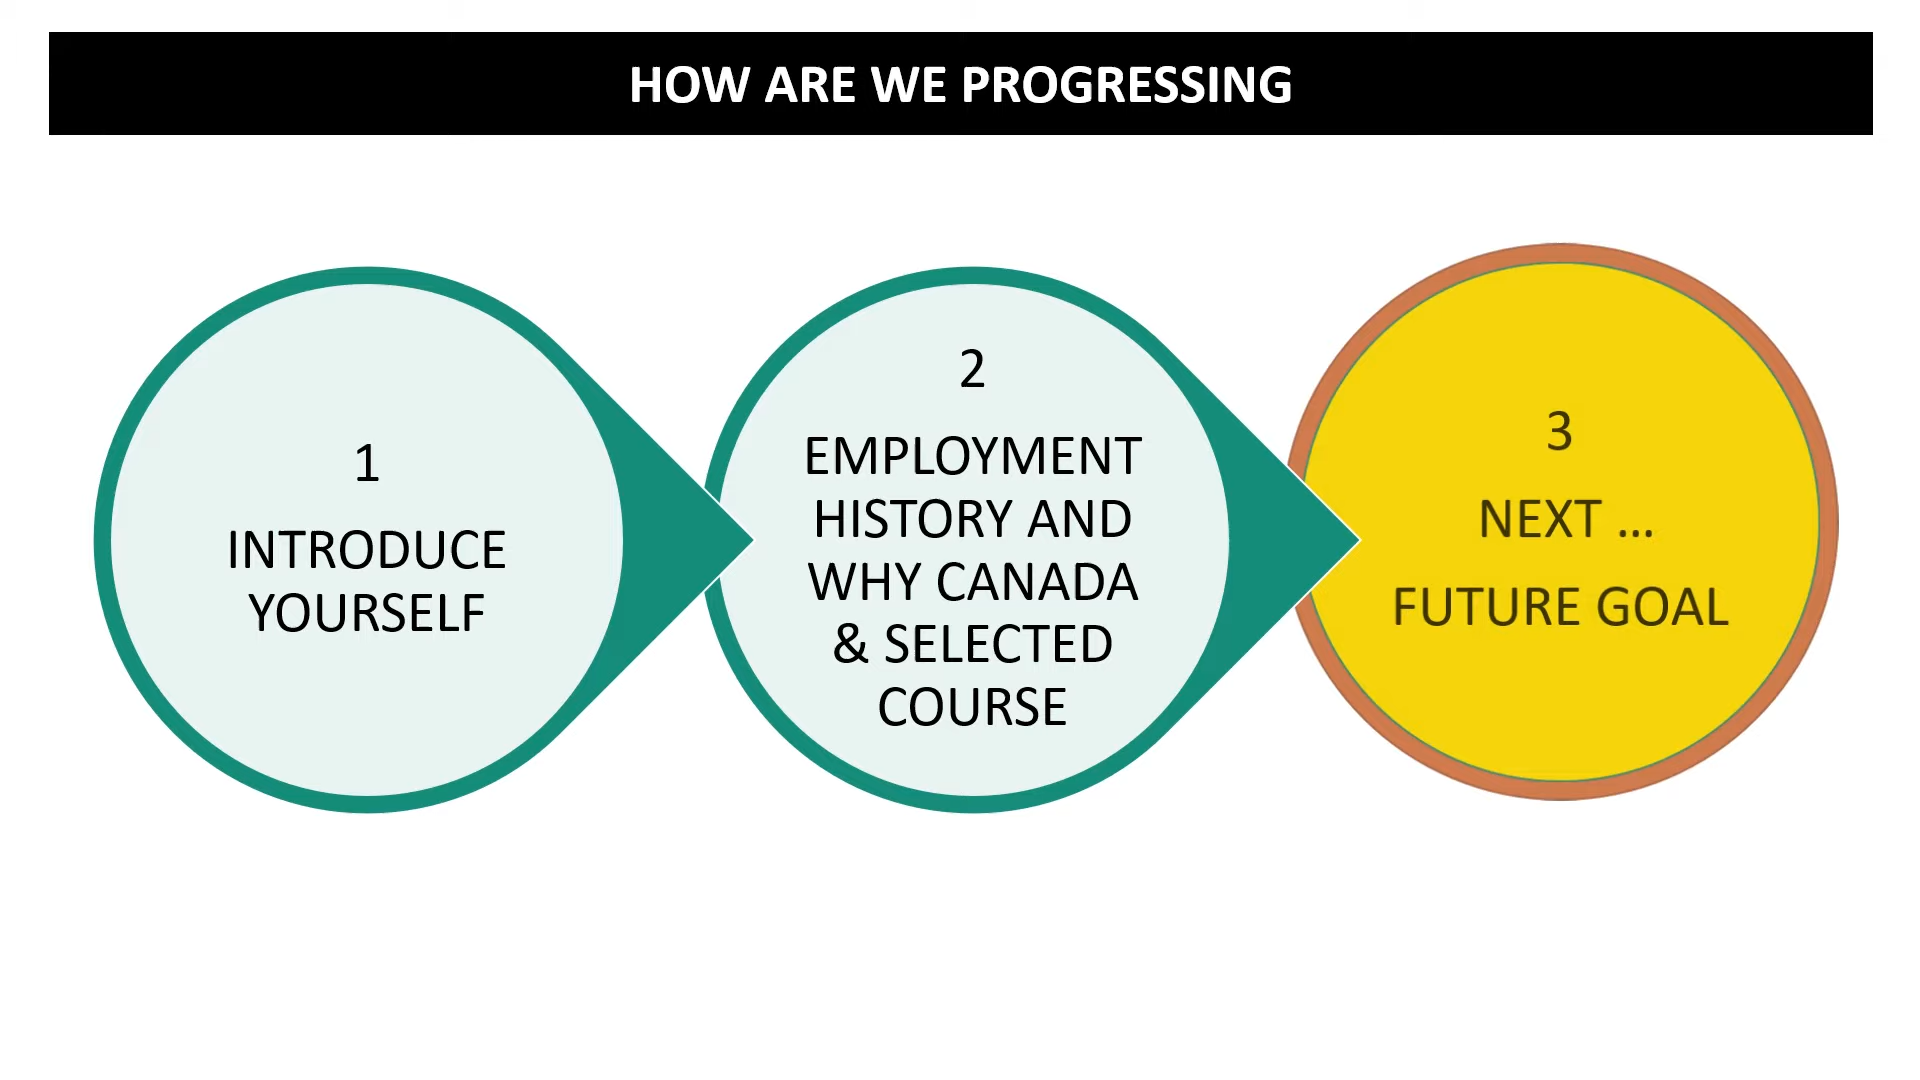 HOW ARE WE PROGRESSING
1
INTRODUCE
YOURSELF
2
EMPLOYMENT
HISTORY AND
WHY CANADA
& SELECTED
COURSE
3
NEXT ...
FUTURE GOAL